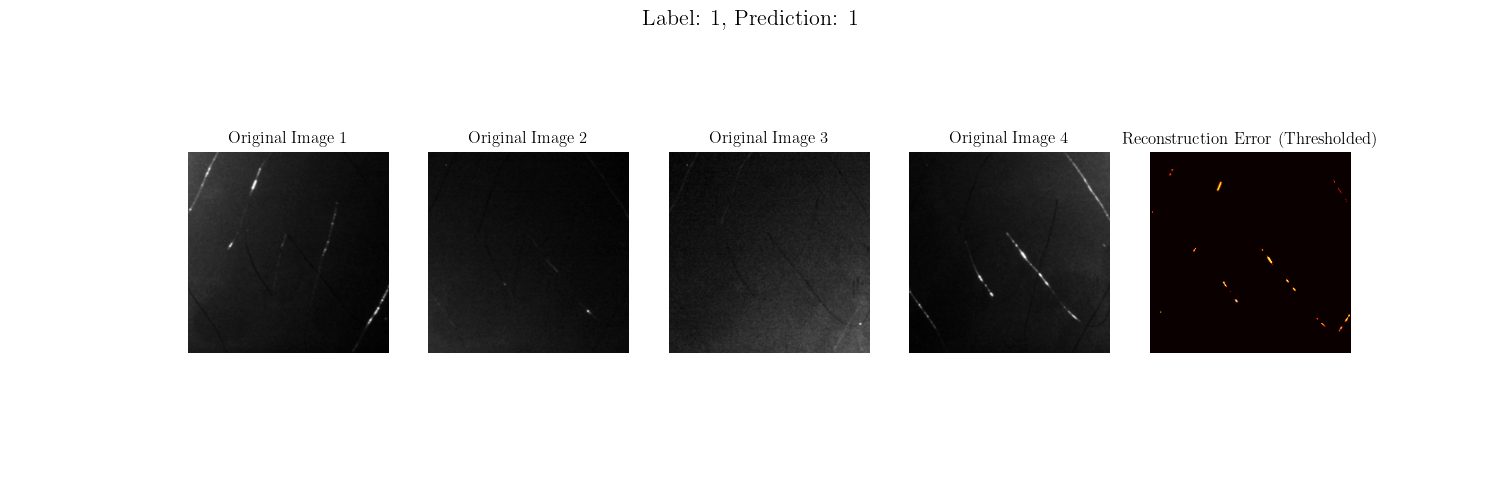 Label: 1, Prediction: 1
Original Image 1
Original Image 2
Original Image 3
Original Image 4
Reconstruction Error (Thresholded)